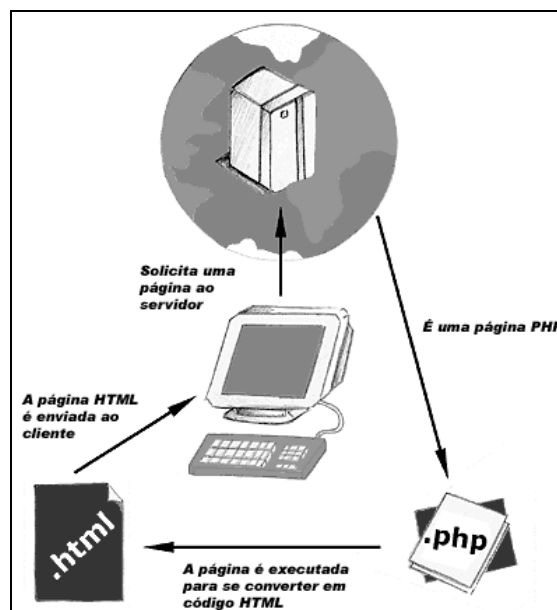 Solicita uma
página ao
servidor
É uma página PHP
A página HTML
é enviada ao
cliente
.html
.php
A página é executada
para se converter em
código HTML